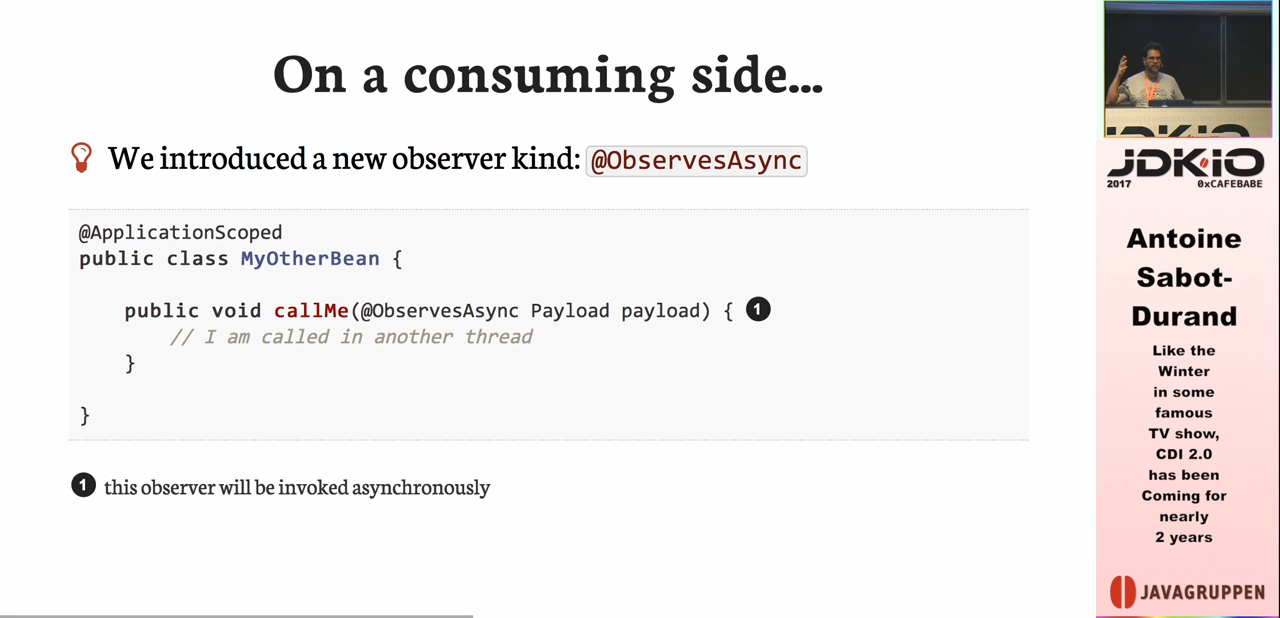 On a consuming side...
We introduced a new observer kind: @ObservesAsync
@ApplicationScoped
public class MyOtherBean {
public void callMe(@ObservesAsync Payload payload) { 1
// I am called in another thread
}
}
1 this observer will be invoked asynchronously
JDK.IO
JDK.IO
2017 0xCAFEBABE
Antoine
Sabot-
Durand
Like the
Winter
in some
famous
TV show,
CDI 2.0
has been
Coming for
nearly
2 years
JAVAGRUPPEN